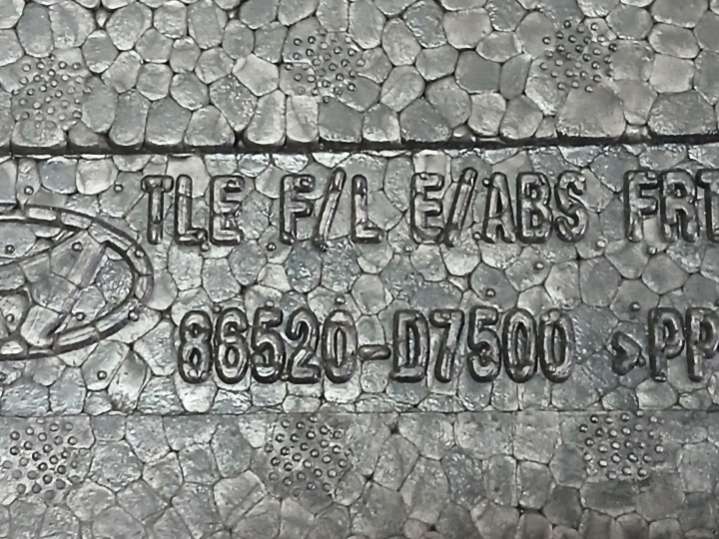 TLE F/L E/ABS FRT
86520-D7500 >PP